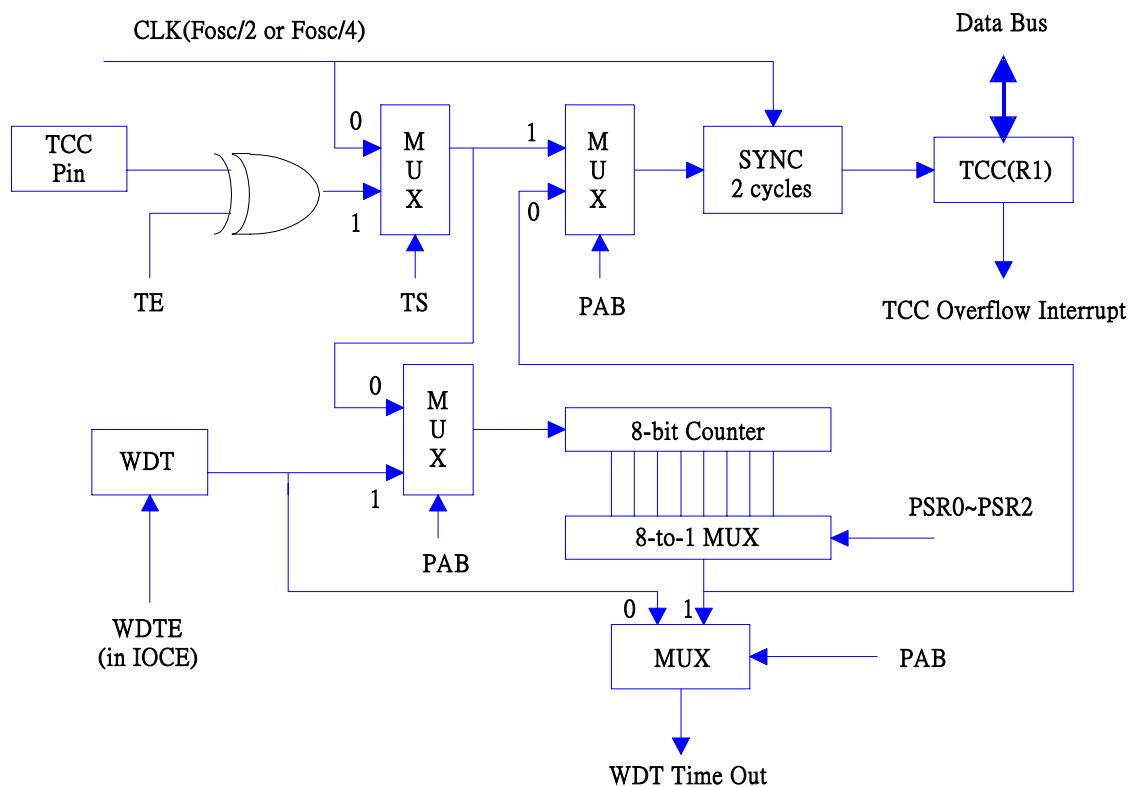 CLK(Fosc/2 or Fosc/4)
Data Bus
TCC
Pin
0
1
M
U
X
1
0
M
U
X
SYNC
2 cycles
TCC(R1)
TE
TS
PAB
TCC Overflow Interrupt
0
1
M
U
X
8-bit Counter
WDT
PSR0~PSR2
8-to-1 MUX
PAB
0
1
WDTE
(in IOCE)
MUX
PAB
WDT Time Out